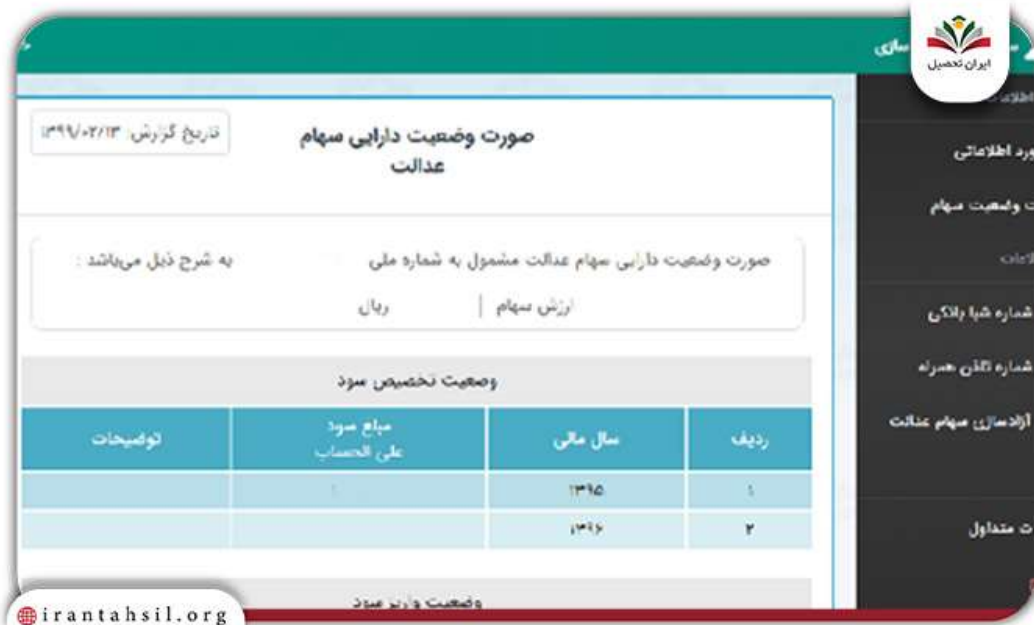 ایران تحصیل
سازی
ورد اطلاعاتی
وضعیت سهام
شماره شبا بانکی
شماره تلفن همراه
آزادسازی سهام عدالت
ت متداول
صورت وضعیت دارایی سهام
عدالت
تاریخ گزارش: ۱۳۹۹/۰۲/۱۳
صورت وضعیت دارایی سهام عدالت مشمول به شماره ملی به شرح ذیل می‌باشد :
ارزش سهام ریال
وضعیت تخصیص سود
ردیف سال مالی مبلغ سود توضیحات
علی الحساب
۱ ۱۳۹۵
۲ ۱۳۹۶
وضعیت واریز سود
irantahsil.org